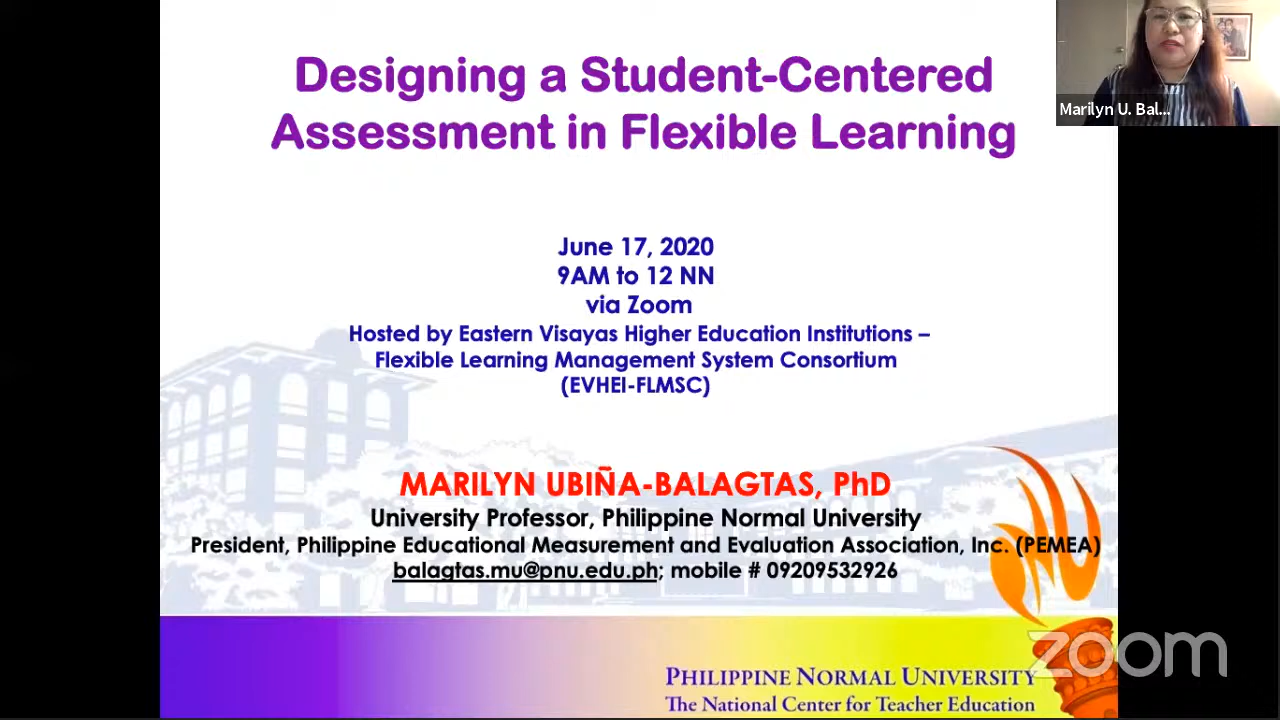 Designing a Student-Centered
Assessment in Flexible Learning
Marilyn U. Bal...
June 17, 2020
9AM to 12 NN
via Zoom
Hosted by Eastern Visayas Higher Education Institutions –
Flexible Learning Management System Consortium
(EVHEI-FLMSC)
MARILYN UBIÑA-BALAGTAS, PhD
University Professor, Philippine Normal University
President, Philippine Educational Measurement and Evaluation Association, Inc. (PEMEA)
balagtas.mu@pnu.edu.ph; mobile # 09209532926
zoom
PHILIPPINE NORMAL UNIVERSITY
The National Center for Teacher Education